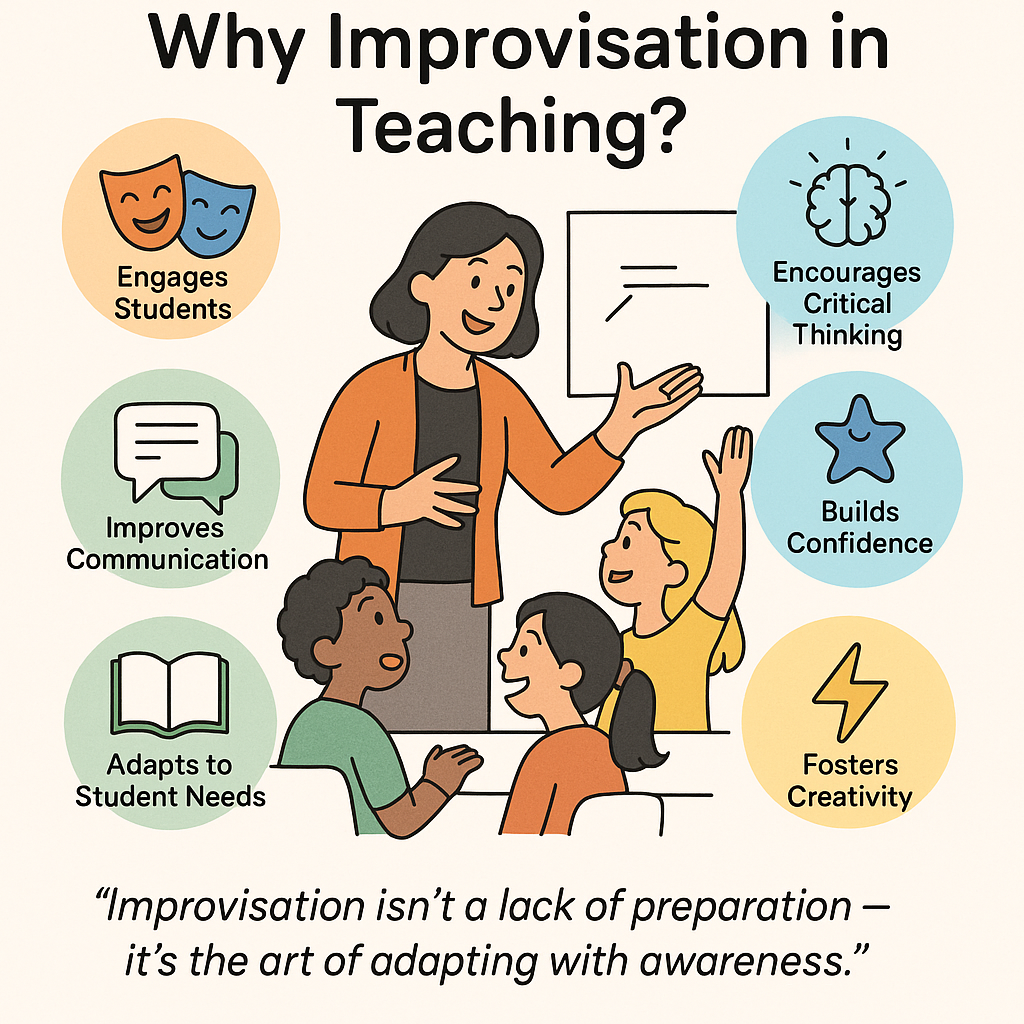 Why Improvisation in
Teaching?
Engages
Students
Encourages
Critical
Thinking
Improves
Communication
Builds
Confidence
Adapts to
Student Needs
Fosters
Creativity
“Improvisation isn’t a lack of preparation –
it’s the art of adapting with awareness.”